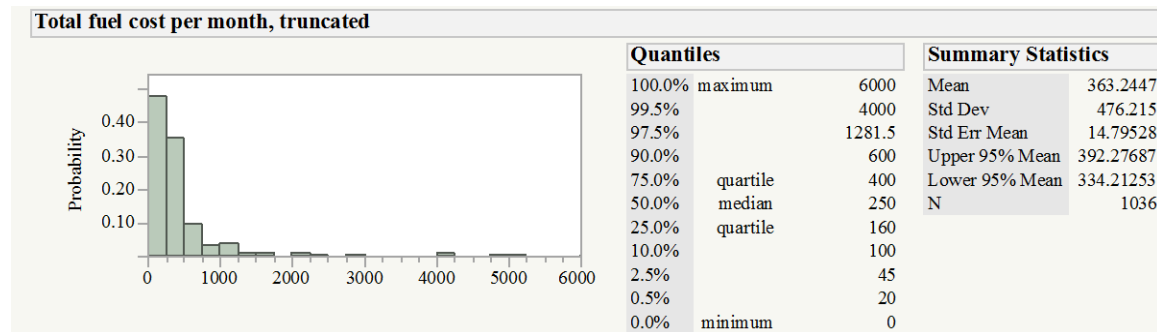 Total fuel cost per month, truncated
Probability
0.40
0.30
0.20
0.10
0 1000 2000 3000 4000 5000 6000
Quantiles
100.0% maximum 6000
99.5% 4000
97.5% 1281.5
90.0% 600
75.0% quartile 400
50.0% median 250
25.0% quartile 160
10.0% 100
2.5% 45
0.5% 20
0.0% minimum 0
Summary Statistics
Mean 363.2447
Std Dev 476.215
Std Err Mean 14.79528
Upper 95% Mean 392.27687
Lower 95% Mean 334.21253
N 1036